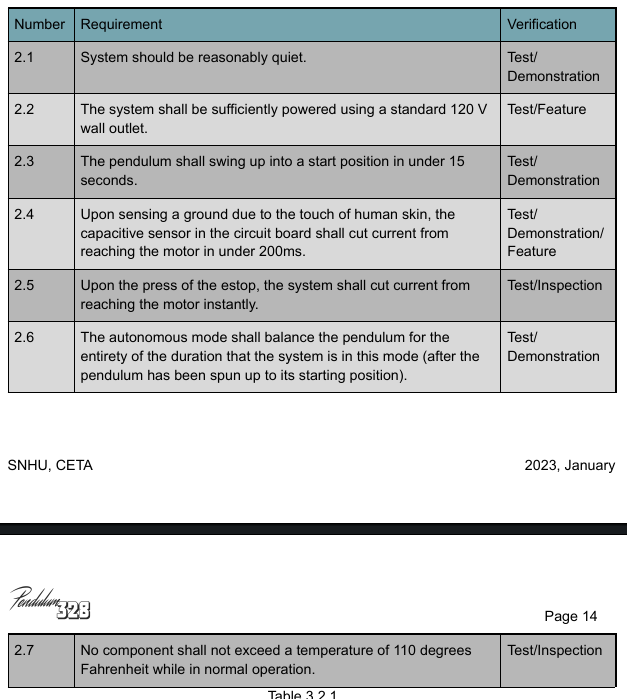 Number Requirement Verification
2.1 System should be reasonably quiet. Test/
Demonstration
2.2 The system shall be sufficiently powered using a standard 120 V Test/Feature
wall outlet.
2.3 The pendulum shall swing up into a start position in under 15 Test/
seconds. Demonstration
2.4 Upon sensing a ground due to the touch of human skin, the Test/
capacitive sensor in the circuit board shall cut current from Demonstration/
reaching the motor in under 200ms. Feature
2.5 Upon the press of the estop, the system shall cut current from Test/Inspection
reaching the motor instantly.
2.6 The autonomous mode shall balance the pendulum for the Test/
entirety of the duration that the system is in this mode (after the Demonstration
pendulum has been spun up to its starting position).
SNHU, CETA 2023, January
Pendulum 328
Page 14
2.7 No component shall not exceed a temperature of 110 degrees Test/Inspection
Fahrenheit while in normal operation.
Table 3.2.1